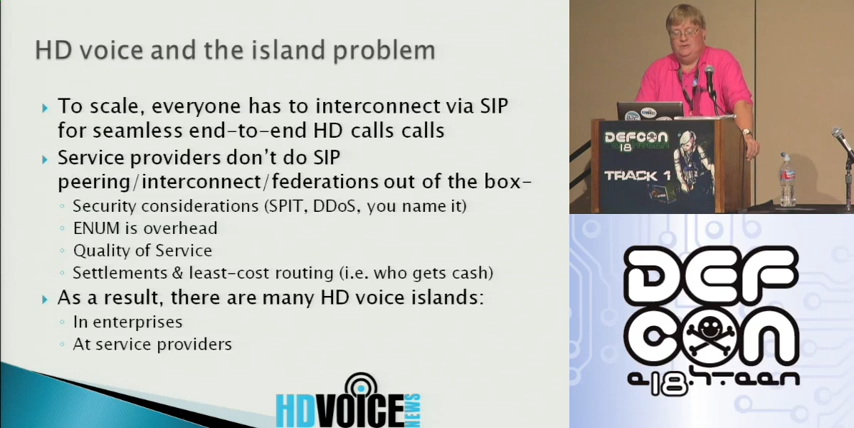 HD voice and the island problem
To scale, everyone has to interconnect via SIP
for seamless end-to-end HD calls calls
Service providers don't do SIP
peering/interconnect/federations out of the box-
Security considerations (SPIT, DDoS, you name it)
ENUM is overhead
Quality of Service
Settlements & least-cost routing (i.e. who gets cash)
As a result, there are many HD voice islands:
In enterprises
At service providers
HDVOICE NEWS
DEFCON
18
TRACK 1
DEF
CON
e.18.h.teen